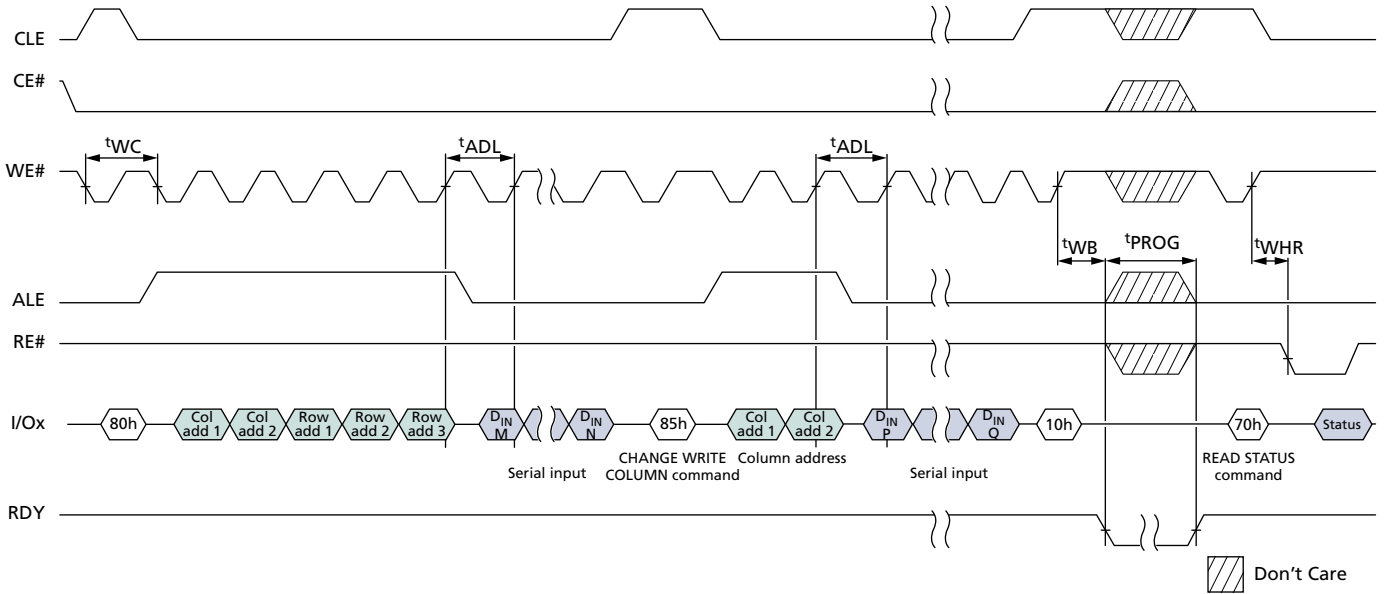 CLE
CE#
tWC
tADL
tADL
WE#
tWB
tPROG
tWHR
ALE
RE#
I/Ox
80h
Col
add 1
Col
add 2
Row
add 1
Row
add 2
Row
add 3
DIN
M
DIN
N
85h
Col
add 1
Col
add 2
DIN
P
DIN
Q
10h
70h
Status
Serial input
CHANGE WRITE
COLUMN command
Column address
Serial input
READ STATUS
command
RDY
Don't Care